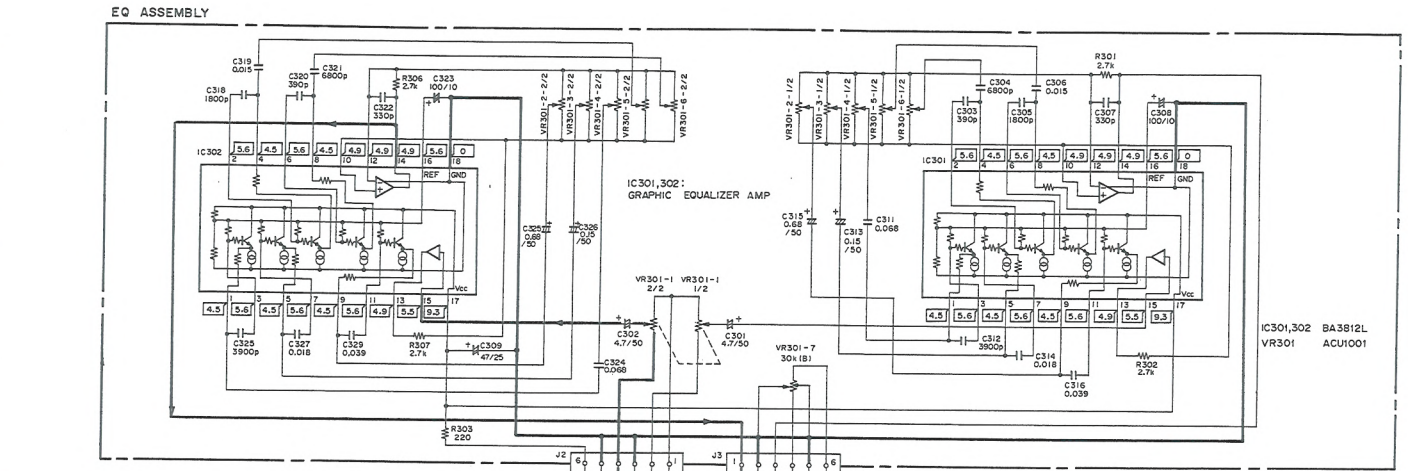 EQ ASSEMBLY
C319
0.015
C318
1800p
C320
390p
C321
6800p
R306
2.7k
C322
330p
C323
100/10
VR301-2-2/2
VR301-3-2/2
VR301-4-2/2
VR301-5-2/2
VR301-6-2/2
VR301-2-1/2
VR301-3-1/2
VR301-4-1/2
VR301-5-1/2
VR301-6-1/2
R301
2.7k
C304
6800p
C306
0.015
C303
390p
C305
1800p
C307
330p
C308
100/10
IC302
5.6 4.5 5.6 4.5 4.9 4.9 4.9 5.6 0
2 4 6 8 10 12 14 16 18
REF GND
IC301
5.6 4.5 5.6 4.5 4.9 4.9 4.9 5.6 0
2 4 6 8 10 12 14 16 18
REF GND
IC301,302:
GRAPHIC EQUALIZER AMP
C325
0.68
/50
C326
0.15
/50
C315
0.68
/50
C313
0.15
/50
C311
0.068
Vcc
1 3 5 7 9 11 13 15 17
4.5 5.6 4.5 5.6 4.9 5.5 9.3
Vcc
1 3 5 7 9 11 13 15 17
4.5 5.6 4.5 5.6 5.6 4.9 5.5 9.3
VR301-1
2/2
VR301-1
1/2
C325
3900p
C327
0.018
C329
0.039
R307
2.7k
C309
47/25
C302
4.7/50
C301
4.7/50
C324
0.068
VR301-7
30k(B)
C312
3900p
C314
0.018
C316
0.039
R302
2.7k
IC301,302 BA3812L
VR301 ACU1001
R303
220
J2 6 1
J3 1 6